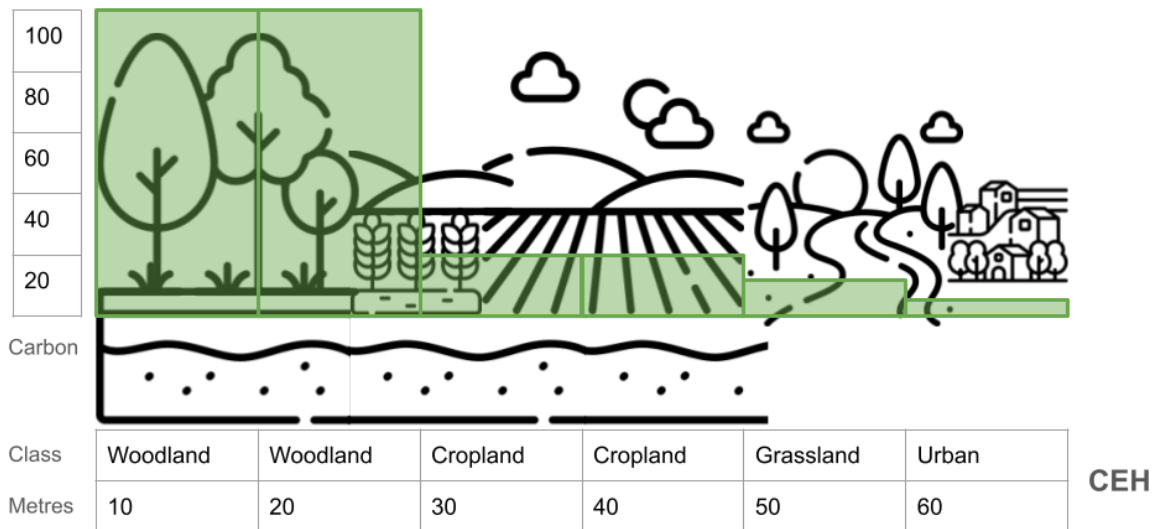 100
80
60
40
20
Carbon
Class Woodland Woodland Cropland Cropland Grassland Urban
CEH
Metres 10 20 30 40 50 60